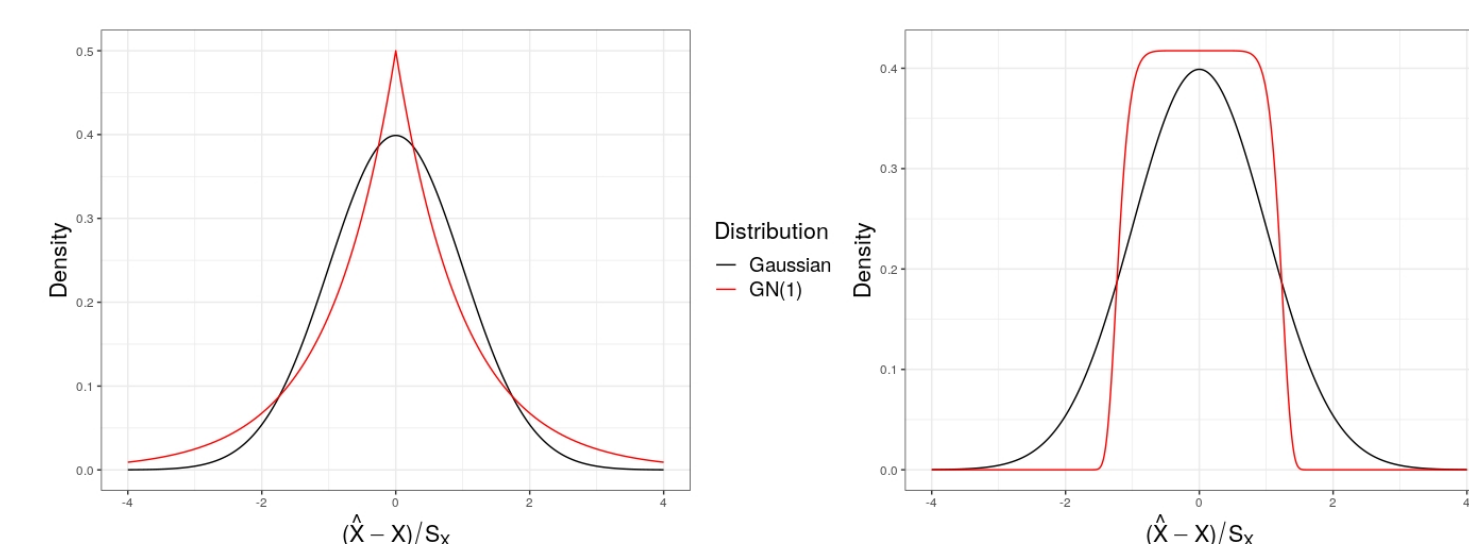 0.5
0.4
0.3
0.2
0.1
0.0
Density
-4 -2 0 2 4
(X̂ − X)/S_X
Distribution
Gaussian
GN(1)
0.4
0.3
0.2
0.1
0.0
Density
-4 -2 0 2 4
(X̂ − X)/S_X